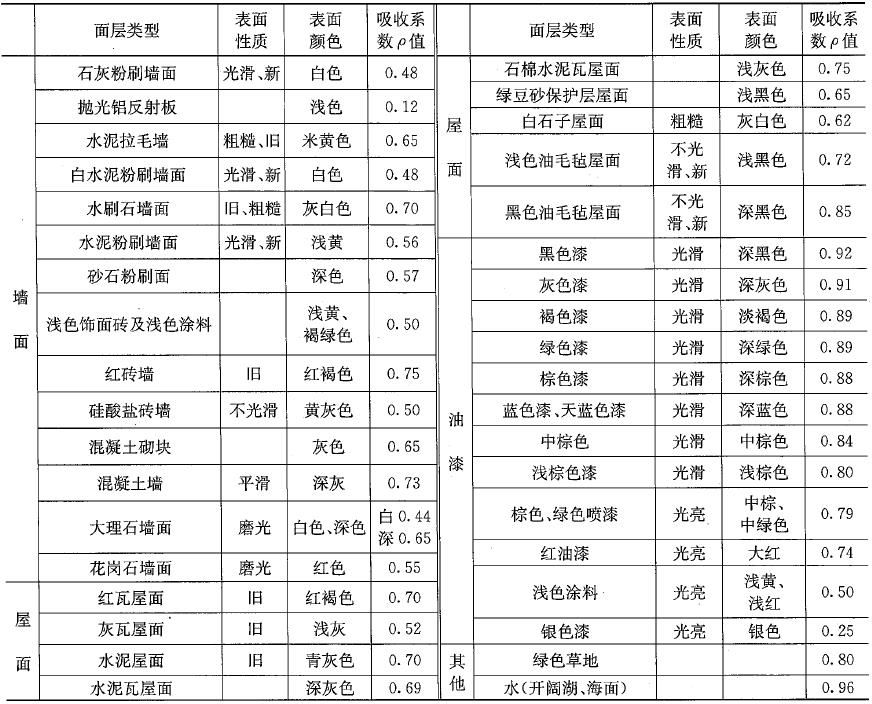 面层类型 表面性质 表面颜色 吸收系数ρ值
墙面
石灰粉刷墙面 光滑、新 白色 0.48
抛光铝反射板 浅色 0.12
水泥拉毛墙 粗糙、旧 米黄色 0.65
白水泥粉刷墙面 光滑、新 白色 0.48
水刷石墙面 旧、粗糙 灰白色 0.70
水泥粉刷墙面 光滑、新 浅黄 0.56
砂石粉刷面 深色 0.57
浅色饰面砖及浅色涂料 浅黄、褐绿色 0.50
红砖墙 旧 红褐色 0.75
硅酸盐砖墙 不光滑 黄灰色 0.50
混凝土砌块 灰色 0.65
混凝土墙 平滑 深灰 0.73
大理石墙面 磨光 白色、深色 白0.44 深0.65
花岗石墙面 磨光 红色 0.55
屋面
红瓦屋面 旧 红褐色 0.70
灰瓦屋面 旧 浅灰 0.52
水泥屋面 旧 青灰色 0.70
水泥瓦屋面 深灰色 0.69
面层类型 表面性质 表面颜色 吸收系数ρ值
屋面
石棉水泥瓦屋面 浅灰色 0.75
绿豆砂保护层屋面 浅黑色 0.65
白石子屋面 粗糙 灰白色 0.62
浅色油毛毡屋面 不光滑、新 浅黑色 0.72
黑色油毛毡屋面 不光滑、新 深黑色 0.85
油漆
黑色漆 光滑 深黑色 0.92
灰色漆 光滑 深灰色 0.91
褐色漆 光滑 淡褐色 0.89
绿色漆 光滑 深绿色 0.89
棕色漆 光滑 深棕色 0.88
蓝色漆、天蓝色漆 光滑 深蓝色 0.88
中棕色 光滑 中棕色 0.84
浅棕色漆 光滑 浅棕色 0.80
棕色、绿色喷漆 光亮 中棕、中绿色 0.79
红油漆 光亮 大红 0.74
浅色涂料 光亮 浅黄、浅红 0.50
银色漆 光亮 银色 0.25
其他
绿色草地 0.80
水(开阔湖、海面) 0.96